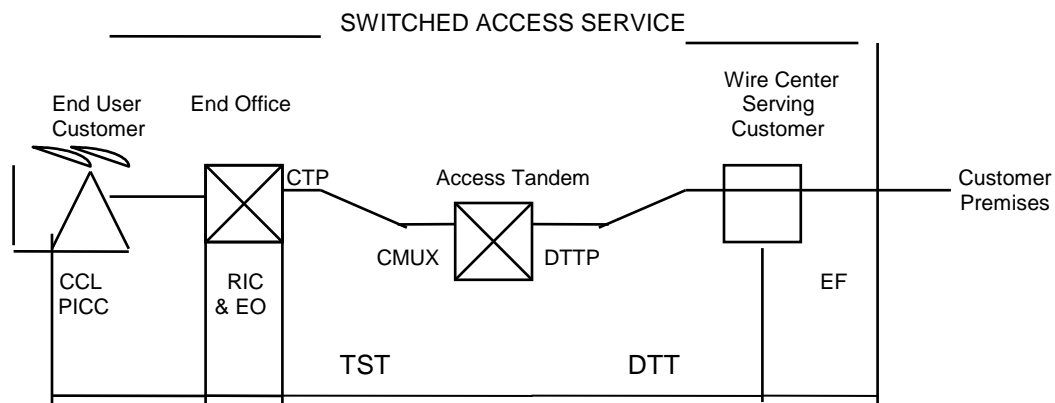 SWITCHED ACCESS SERVICE
Wire Center
Serving
Customer
End User
Customer
End Office
CTP
Access Tandem
Customer
Premises
CMUX
DTTP
CCL
PICC
RIC
& EO
EF
TST
DTT